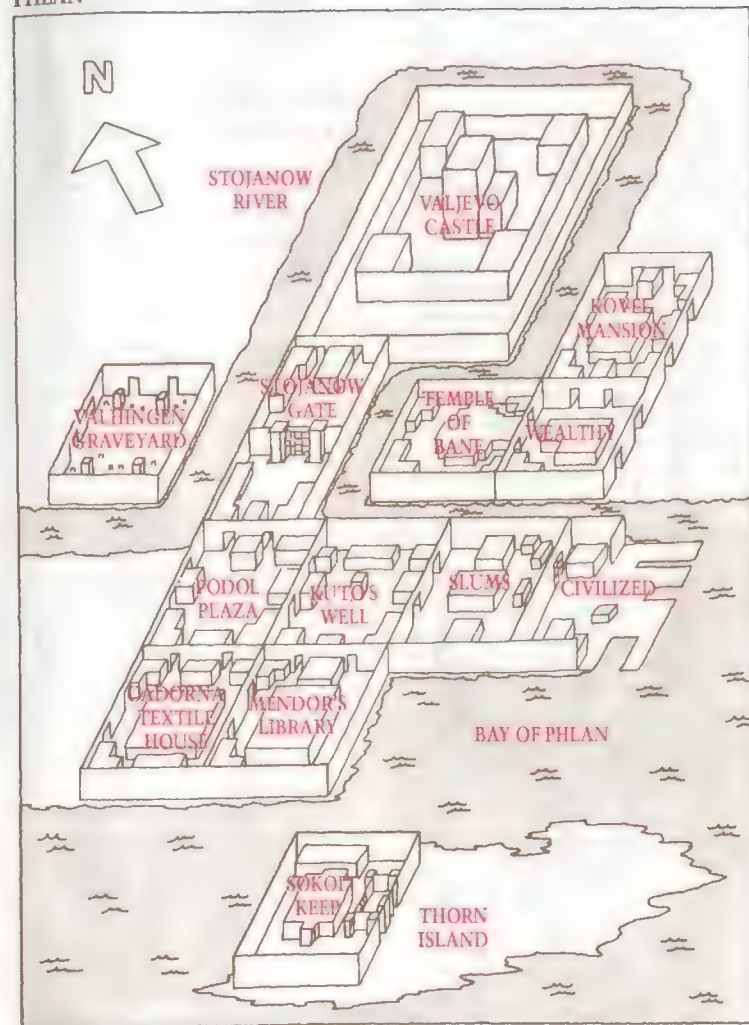 PHLAN
N
STOJANOW
RIVER
VALJEVO
CASTLE
KOVEL
MANSION
STOJANOW
GATE
VALHINGEN
GRAVEYARD
TEMPLE
OF
BANE
WEALTHY
PODOL
PLAZA
KUTO'S
WELL
SLUMS
CIVILIZED
CADORNA
TEXTILE
HOUSE
MENDOR'S
LIBRARY
BAY OF PHLAN
SOKOL
KEEP
THORN
ISLAND